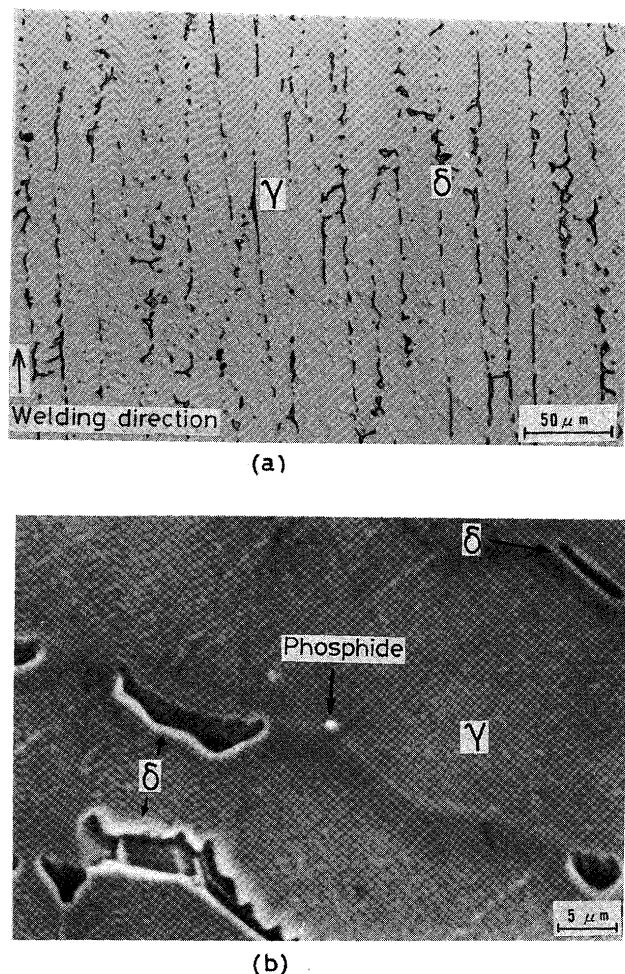 γ
δ
Welding direction
50 μm
(a)
δ
Phosphide
γ
δ
5 μm
(b)